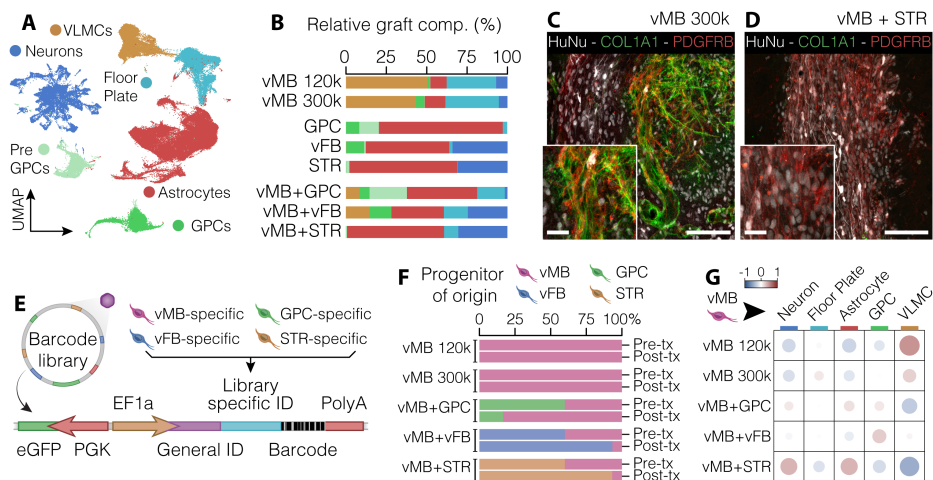 A
VLMCs
Neurons
Floor
Plate
Pre
GPCs
Astrocytes
GPCs
UMAP
B
Relative graft comp. (%)
0 50 25 75 100
vMB 120k
vMB 300k
GPC
vFB
STR
vMB+GPC
vMB+vFB
vMB+STR
C
vMB 300k
HuNu - COL1A1 - PDGFRB
D
vMB + STR
HuNu - COL1A1 - PDGFRB
E
Barcode
library
vMB-specific
GPC-specific
vFB-specific
STR-specific
Library
specific ID
EF1a
PolyA
eGFP
PGK
General ID
Barcode
F
Progenitor
of origin
vMB
GPC
vFB
STR
0 50 100%
vMB 120k
Pre-tx
Post-tx
vMB 300k
Pre-tx
Post-tx
vMB+GPC
Pre-tx
Post-tx
vMB+vFB
Pre-tx
Post-tx
vMB+STR
Pre-tx
Post-tx
G
-1 0 1
vMB
Neuron
Floor Plate
Astrocyte
GPC
VLMC
vMB 120k
vMB 300k
vMB+GPC
vMB+vFB
vMB+STR